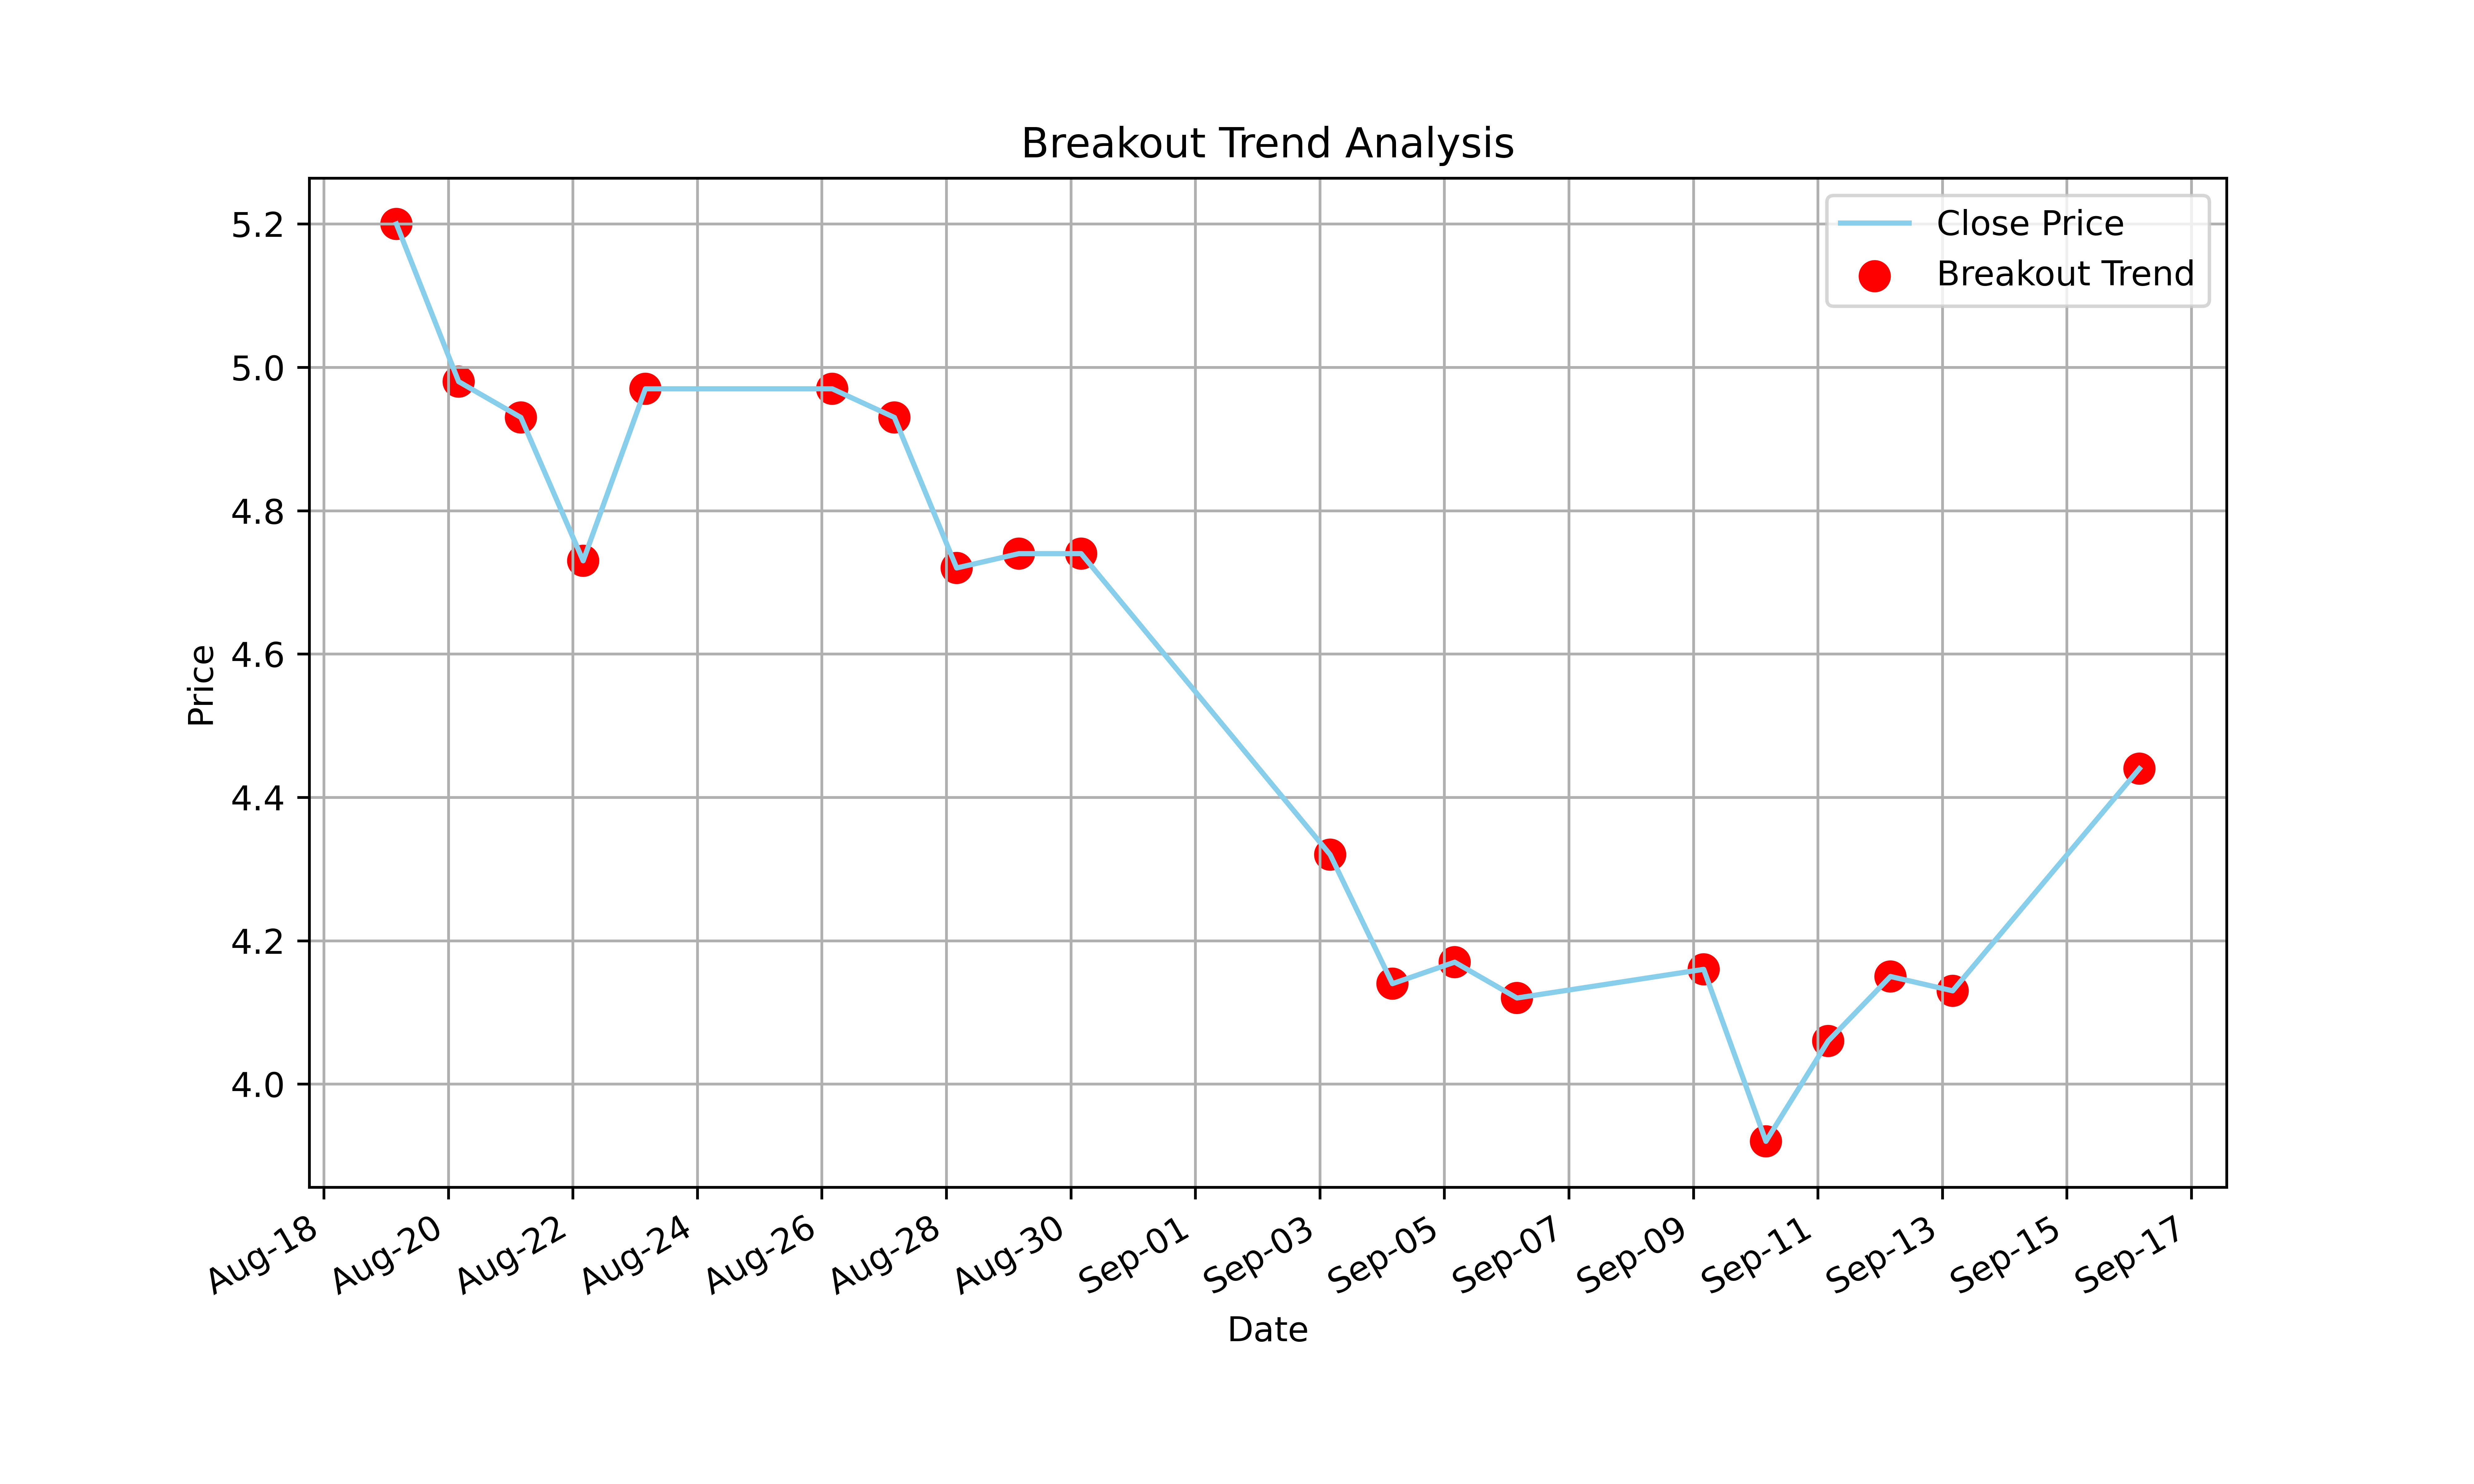 Breakout Trend Analysis
Close Price
Breakout Trend
5.2
5.0
4.8
4.6
4.4
4.2
4.0
Price
Aug-18
Aug-20
Aug-22
Aug-24
Aug-26
Aug-28
Aug-30
Sep-01
Sep-03
Sep-05
Sep-07
Sep-09
Sep-11
Sep-13
Sep-15
Sep-17
Date